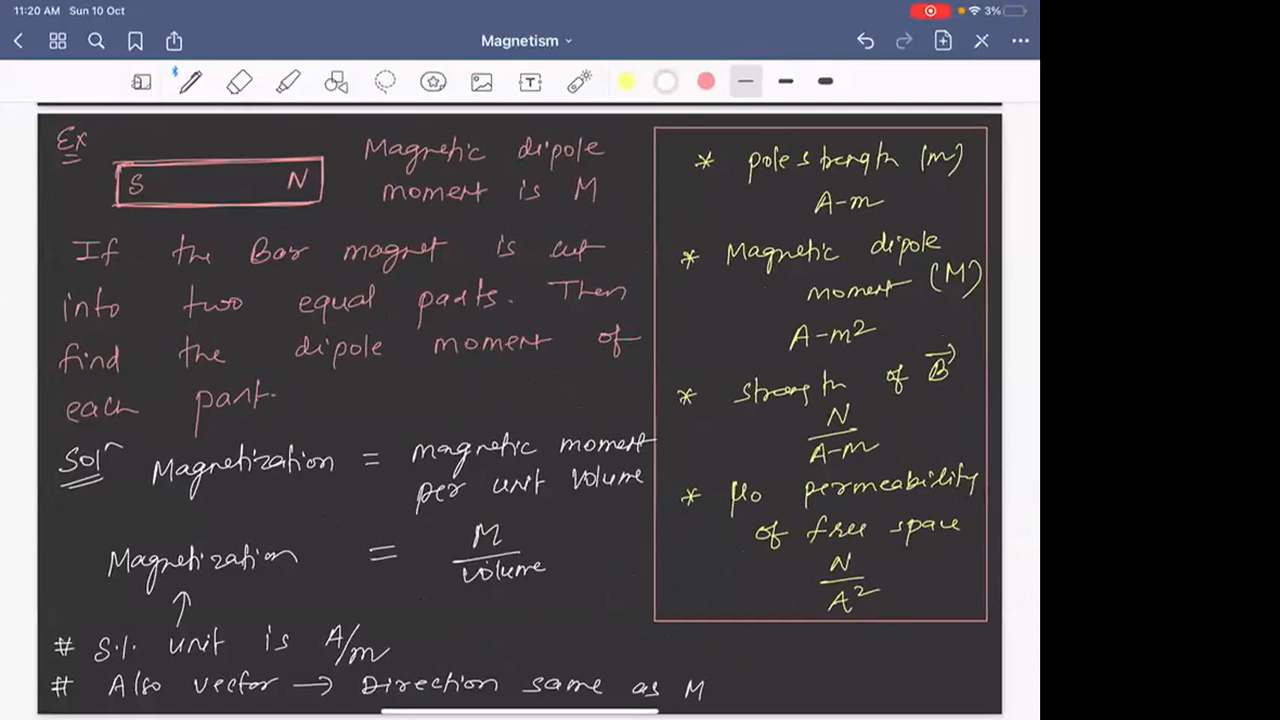 11:20 AM Sun 10 Oct
3%
Magnetism
Ex
S N
Magnetic dipole
moment is M
If the Bar magnet is cut
into two equal parts. Then
find the dipole moment of
each part.
Soln Magnetization = magnetic moment
per unit volume
Magnetization = M
volume
↑
# S.I. unit is A/m
# Also vector → Direction same as M
* pole strength (m)
A-m
* Magnetic dipole
moment (M)
A-m²
* strength of B⃗
N
A-m
* μ₀ permeability
of free space
N
A²